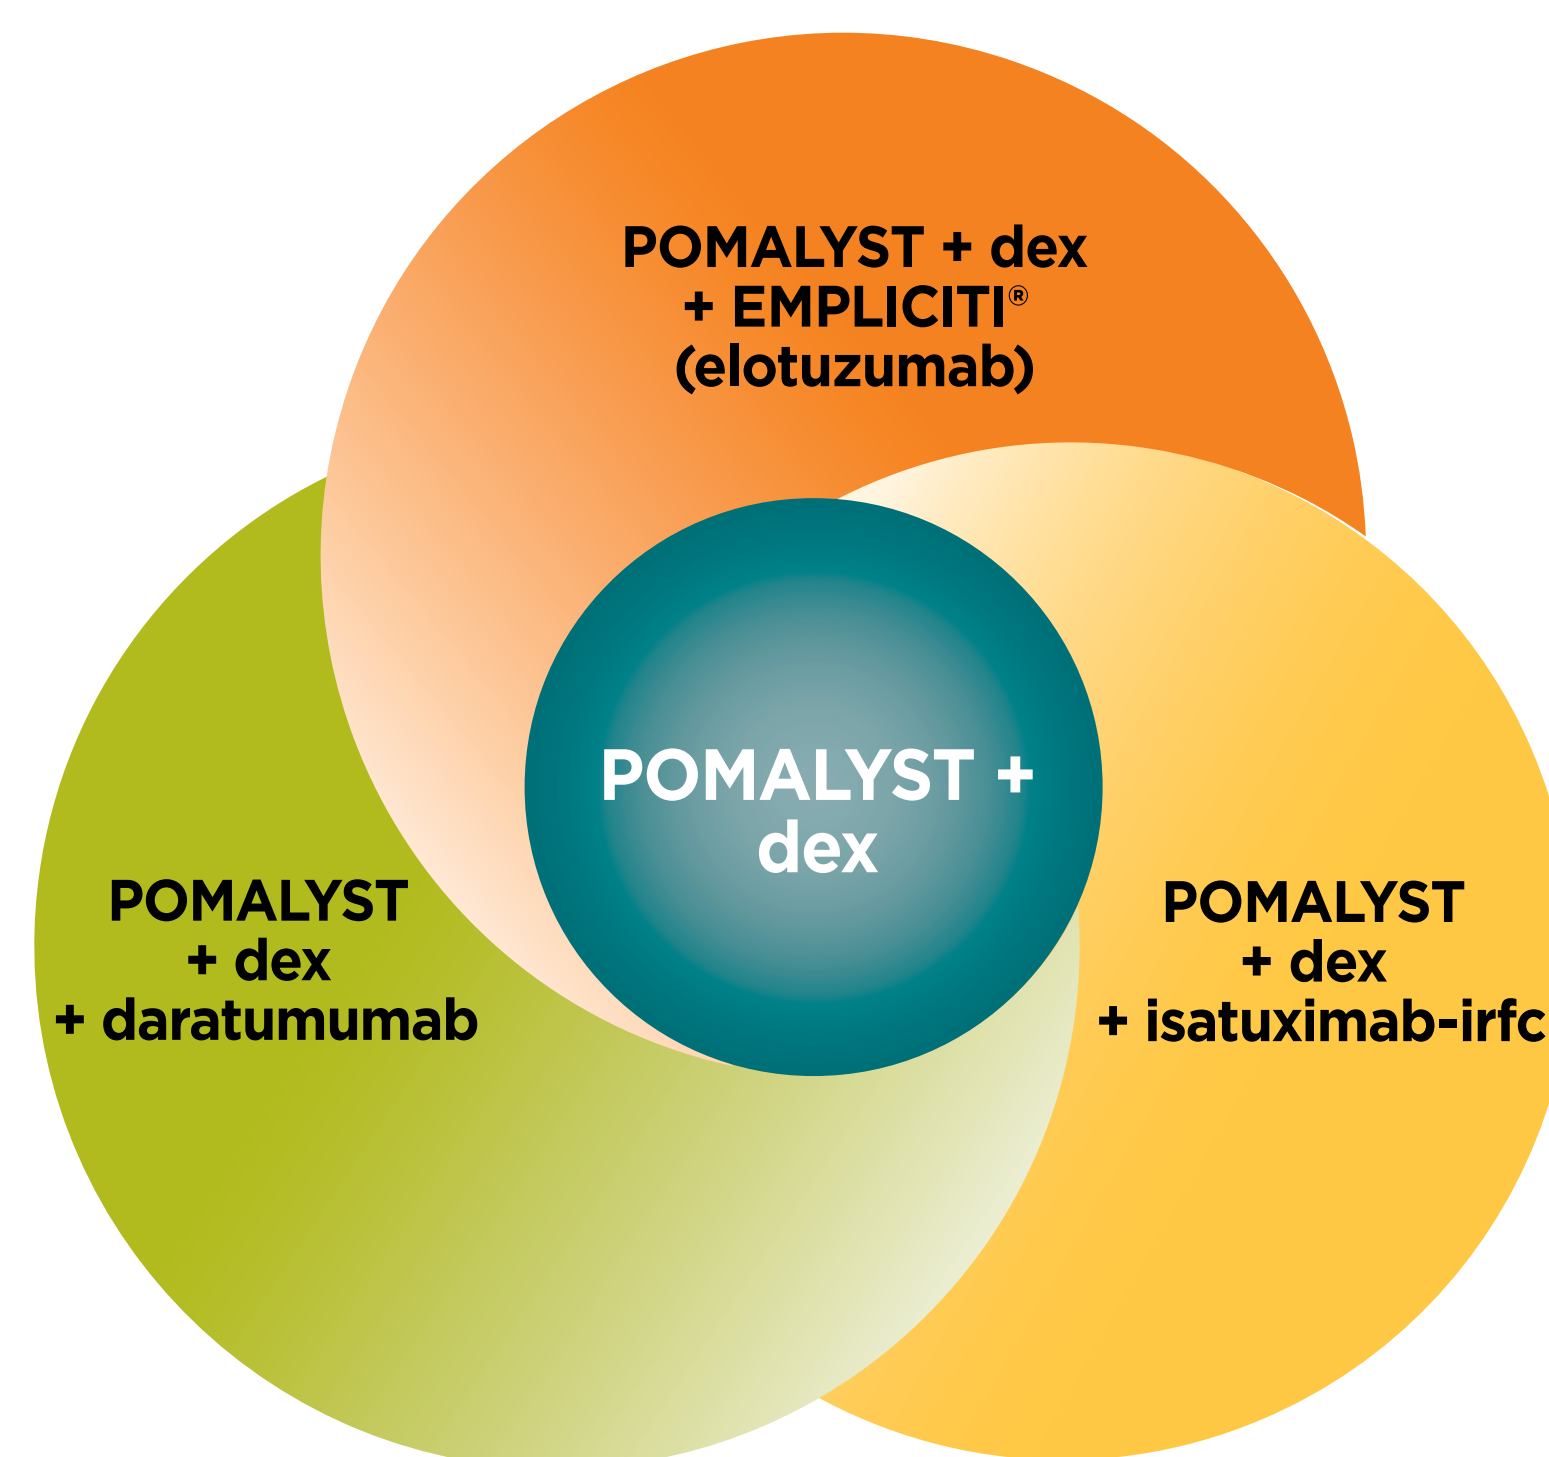 POMALYST + dex
+ EMPLICITI®
(elotuzumab)
POMALYST +
dex
POMALYST
+ dex
+ daratumumab
POMALYST
+ dex
+ isatuximab-irfc